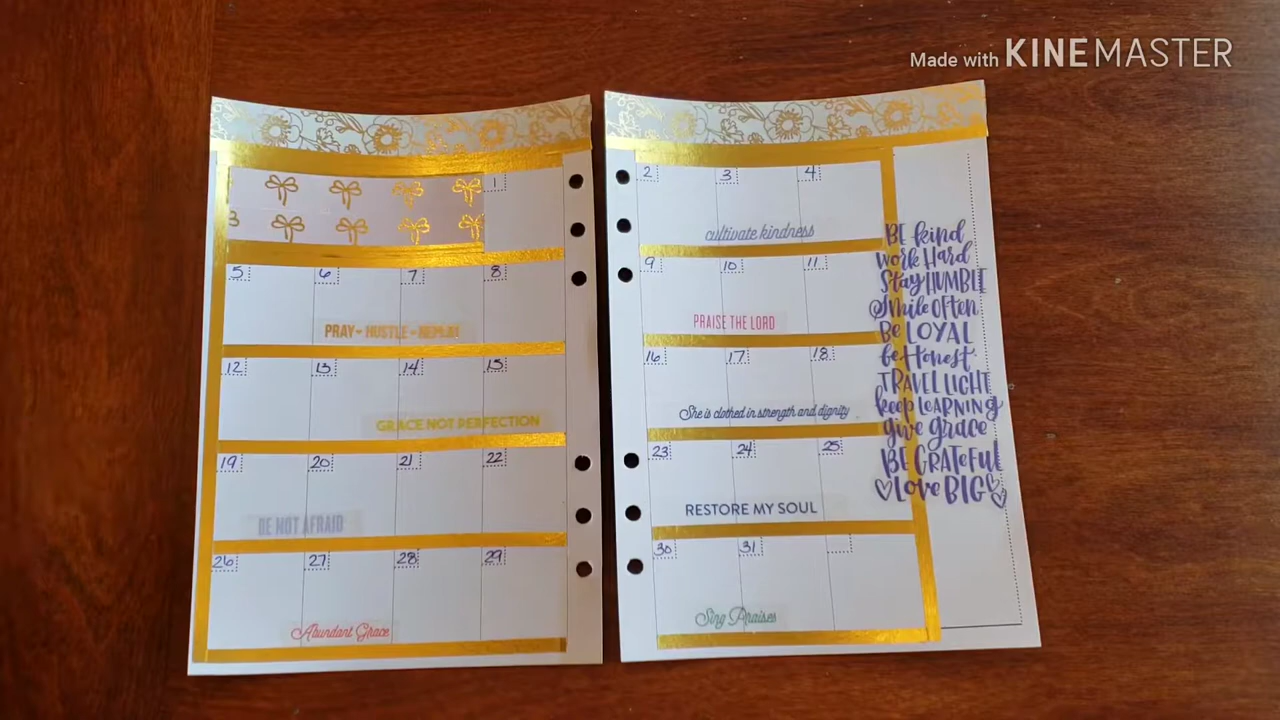 Made with KINEMASTER
1
5 6 7 8
PRAY - HUSTLE - REPEAT
12 13 14 15
GRACE NOT PERFECTION
19 20 21 22
BE NOT AFRAID
26 27 28 29
Abundant Grace
2 3 4
cultivate kindness
9 10 11
PRAISE THE LORD
16 17 18
She is clothed in strength and dignity
23 24 25
RESTORE MY SOUL
30 31
Sing Praises
BE kind
work Hard
Stay HUMBLE
Smile often
Be LOYAL
be Honest
TRAVEL LIGHT
keep LEARNING
give grace
BE GRATEFUL
Love BIG